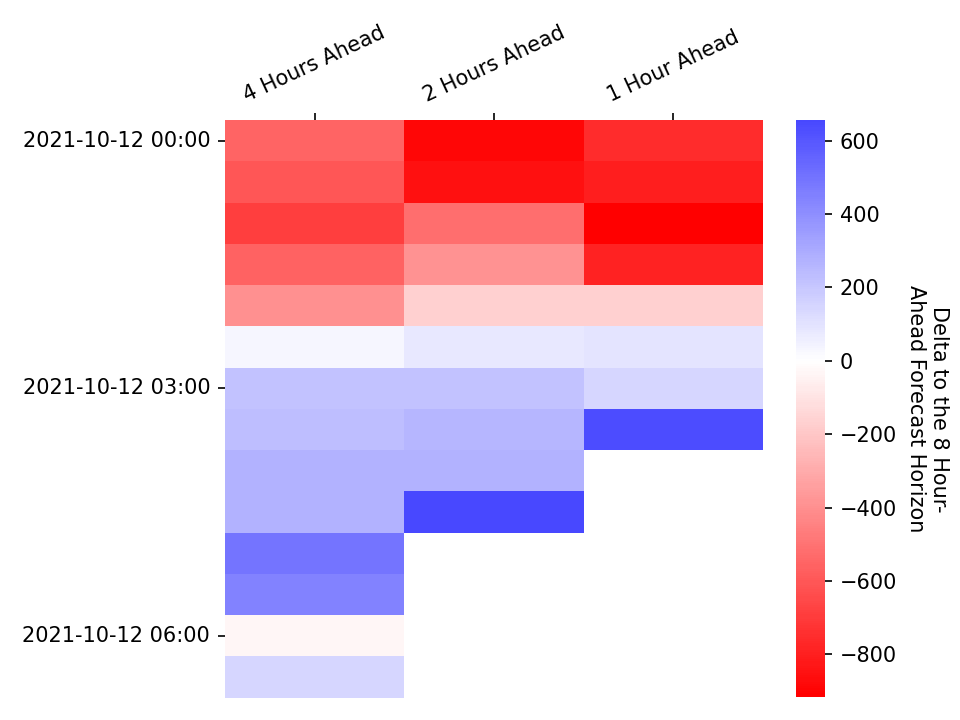 4 Hours Ahead
2 Hours Ahead
1 Hour Ahead
2021-10-12 00:00
2021-10-12 03:00
2021-10-12 06:00
600
400
200
0
−200
−400
−600
−800
Delta to the 8 Hour-
Ahead Forecast Horizon